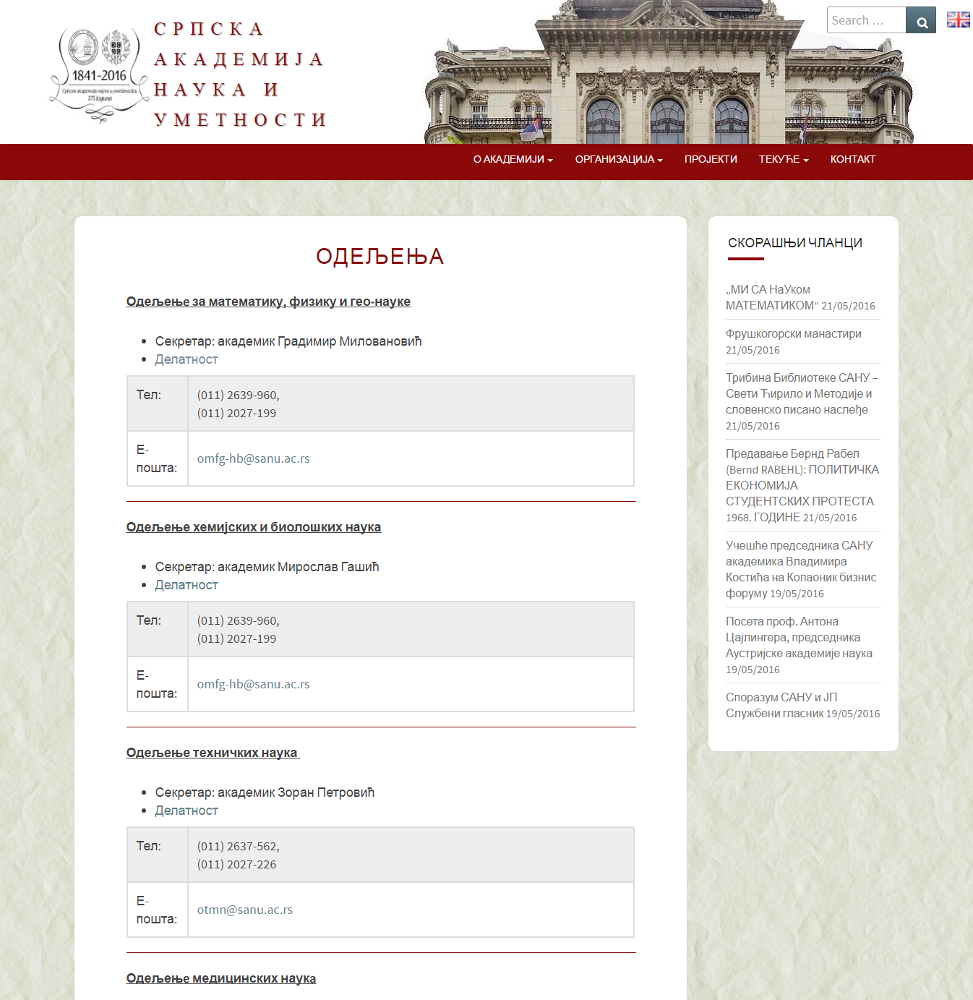 СРПСКА
АКАДЕМИЈА
НАУКА И
УМЕТНОСТИ
1841-2016
Српска академија наука и уметности
175 година
Search …
О АКАДЕМИЈИ
ОРГАНИЗАЦИЈА
ПРОЈЕКТИ
ТЕКУЋЕ
КОНТАКТ
ОДЕЉЕЊА
Одељење за математику, физику и гео-науке
Секретар: академик Градимир Миловановић
Делатност
Тел:
(011) 2639-960,
(011) 2027-199
Е-
пошта:
omfg-hb@sanu.ac.rs
Одељење хемијских и биолошких наука
Секретар: академик Мирослав Гашић
Делатност
Тел:
(011) 2639-960,
(011) 2027-199
Е-
пошта:
omfg-hb@sanu.ac.rs
Одељење техничких наука
Секретар: академик Зоран Петровић
Делатност
Тел:
(011) 2637-562,
(011) 2027-226
Е-
пошта:
otmn@sanu.ac.rs
Одељење медицинских наука
СКОРАШЊИ ЧЛАНЦИ
„МИ СА НаУком
МАТЕМАТИКОМ“ 21/05/2016
Фрушкогорски манастири
21/05/2016
Трибина Библиотеке САНУ –
Свети Ћирило и Методије и
словенско писано наслеђе
21/05/2016
Предавање Бернд Рабел
(Bernd RABEHL): ПОЛИТИЧКА
ЕКОНОМИЈА
СТУДЕНТСКИХ ПРОТЕСТА
1968. ГОДИНЕ 21/05/2016
Учешће председника САНУ
академика Владимира
Костића на Копаоник бизнис
форуму 19/05/2016
Посета проф. Антона
Цајлингера, председника
Аустријске академије наука
19/05/2016
Споразум САНУ и ЈП
Службени гласник 19/05/2016